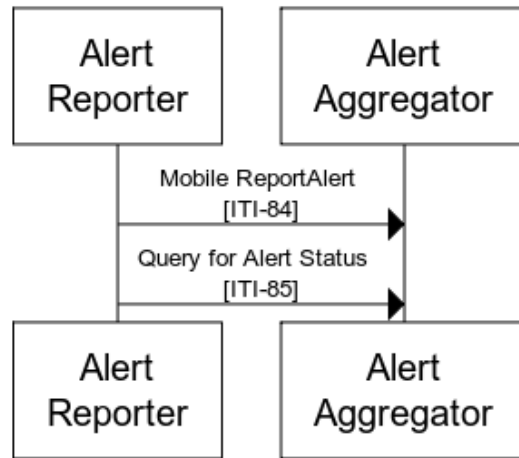 Alert
Reporter
Alert
Aggregator
Mobile ReportAlert
[ITI-84]
Query for Alert Status
[ITI-85]
Alert
Reporter
Alert
Aggregator